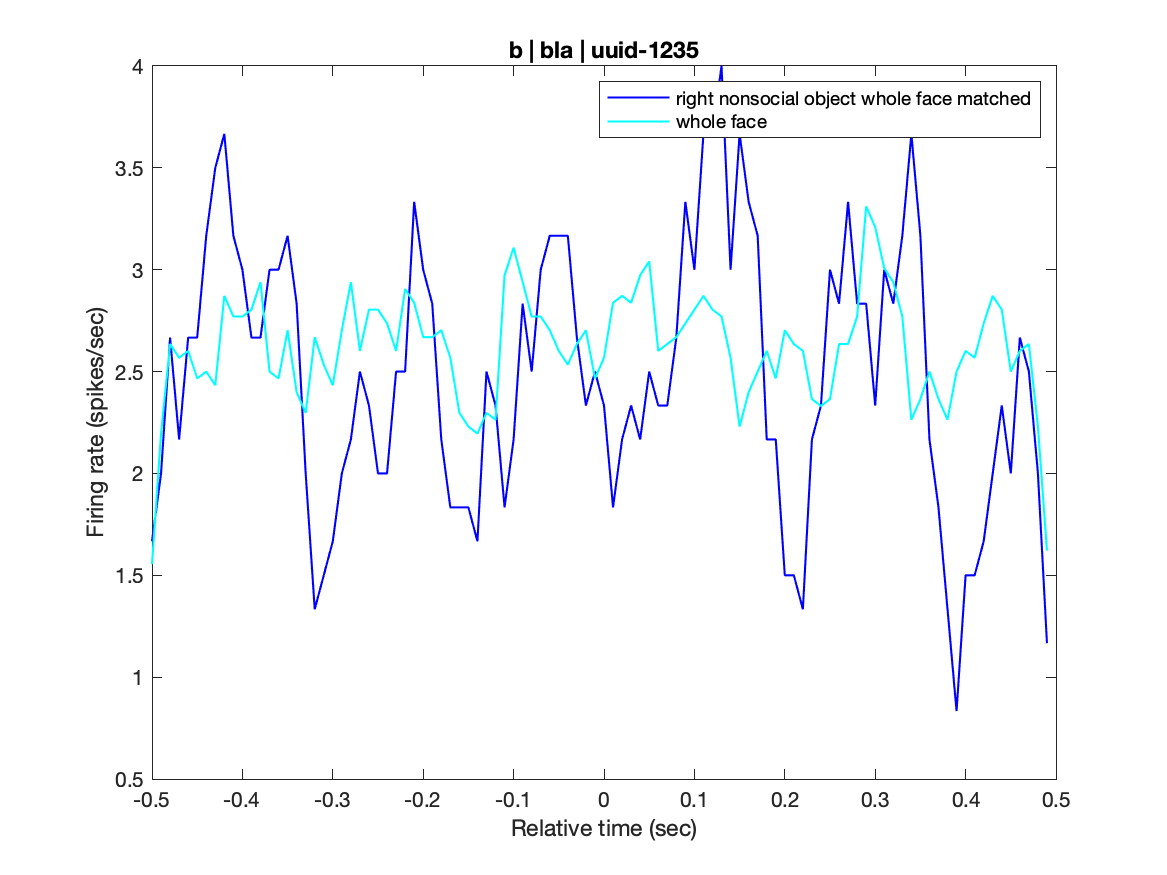 b | bla | uuid-1235
right nonsocial object whole face matched
whole face
Firing rate (spikes/sec)
4
3.5
3
2.5
2
1.5
1
0.5
-0.5 -0.4 -0.3 -0.2 -0.1 0 0.1 0.2 0.3 0.4 0.5
Relative time (sec)